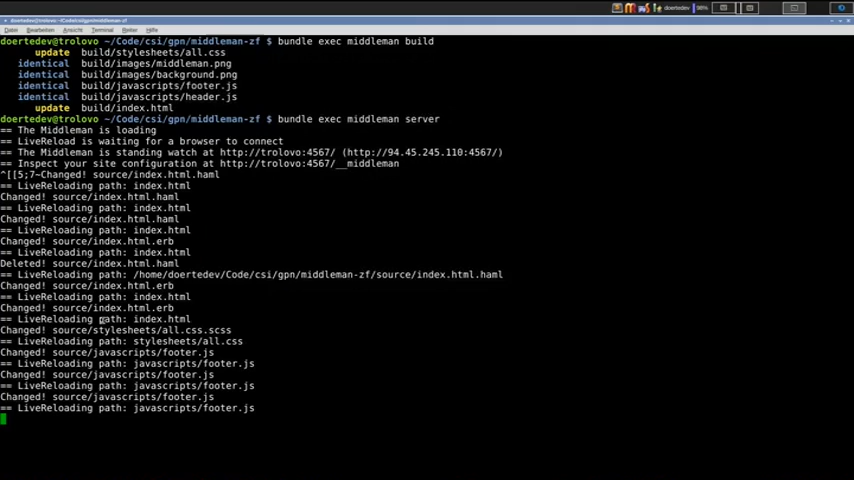 doertedev
98%
doertedev@trolovo:~/Code/csi/gpn/middleman-zf
Datei Bearbeiten Ansicht Terminal Reiter Hilfe
doertedev@trolovo ~/Code/csi/gpn/middleman-zf $ bundle exec middleman build
update build/stylesheets/all.css
identical build/images/middleman.png
identical build/images/background.png
identical build/javascripts/footer.js
identical build/javascripts/header.js
update build/index.html
doertedev@trolovo ~/Code/csi/gpn/middleman-zf $ bundle exec middleman server
== The Middleman is loading
== LiveReload is waiting for a browser to connect
== The Middleman is standing watch at http://trolovo:4567/ (http://94.45.245.110:4567/)
== Inspect your site configuration at http://trolovo:4567/__middleman
^[[5;7~Changed! source/index.html.haml
== LiveReloading path: index.html
Changed! source/index.html.haml
== LiveReloading path: index.html
Changed! source/index.html.haml
== LiveReloading path: index.html
Changed! source/index.html.erb
== LiveReloading path: index.html
Deleted! source/index.html.haml
== LiveReloading path: /home/doertedev/Code/csi/gpn/middleman-zf/source/index.html.haml
Changed! source/index.html.erb
== LiveReloading path: index.html
Changed! source/index.html.erb
== LiveReloading path: index.html
Changed! source/stylesheets/all.css.scss
== LiveReloading path: stylesheets/all.css
Changed! source/javascripts/footer.js
== LiveReloading path: javascripts/footer.js
Changed! source/javascripts/footer.js
== LiveReloading path: javascripts/footer.js
Changed! source/javascripts/footer.js
== LiveReloading path: javascripts/footer.js